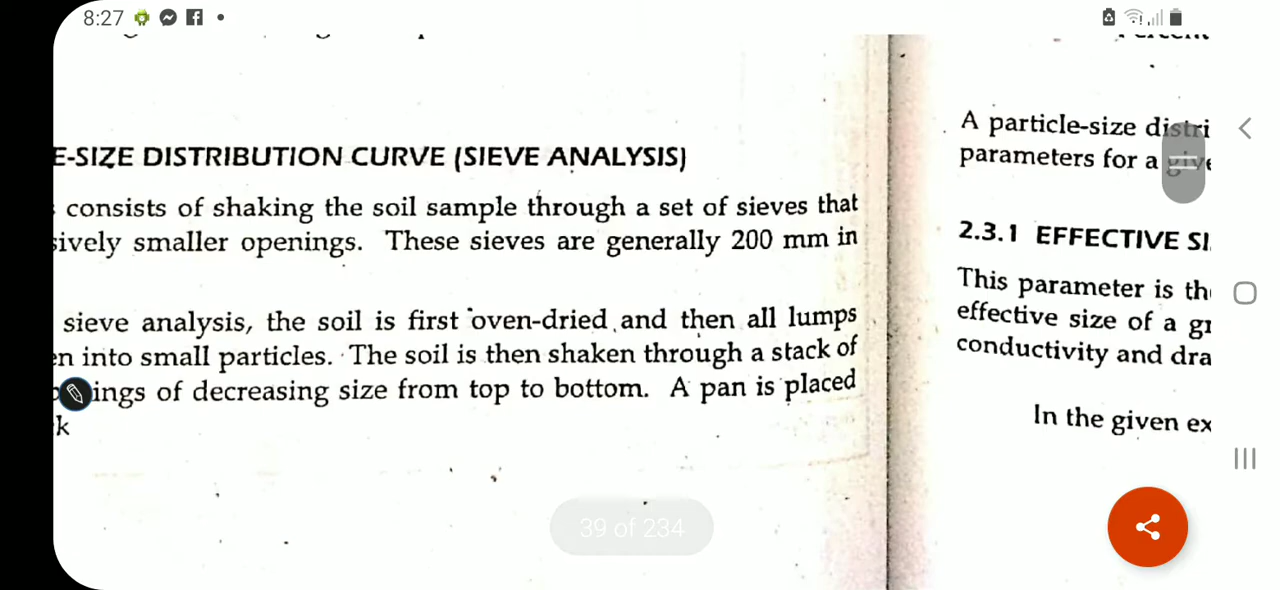 8:27
E-SIZE DISTRIBUTION CURVE (SIEVE ANALYSIS)
consists of shaking the soil sample through a set of sieves that
sively smaller openings. These sieves are generally 200 mm in
sieve analysis, the soil is first oven-dried and then all lumps
en into small particles. The soil is then shaken through a stack of
ings of decreasing size from top to bottom. A pan is placed
k
39 of 234
A particle-size distri
parameters for a give
2.3.1 EFFECTIVE SI
This parameter is th
effective size of a gr
conductivity and dra
In the given ex